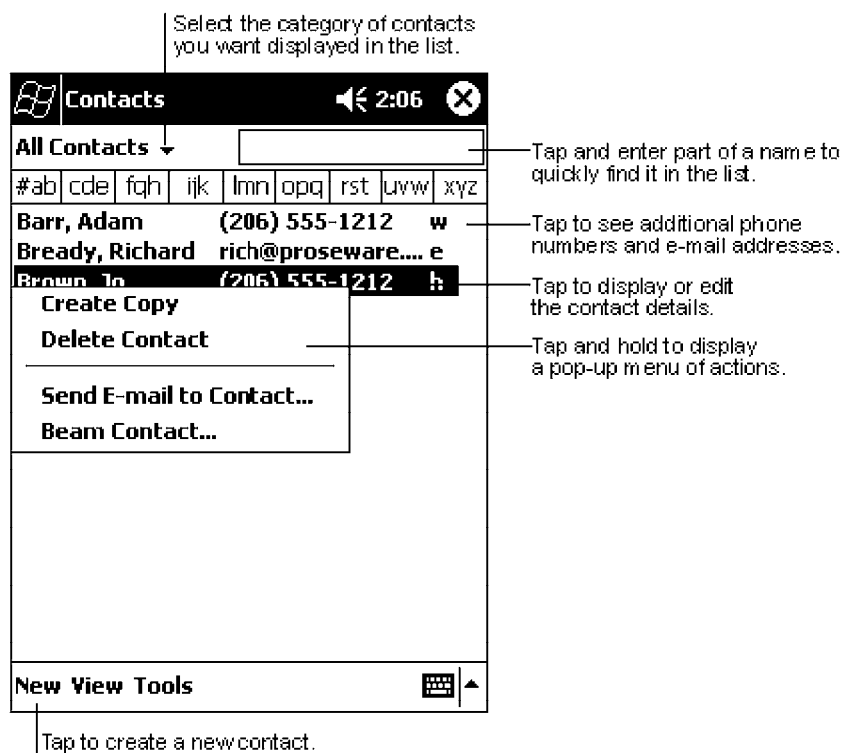 Select the category of contacts
you want displayed in the list.
Contacts 2:06
All Contacts
Tap and enter part of a name to
quickly find it in the list.
#ab cde fgh ijk lmn opq rst uvw xyz
Barr, Adam (206) 555-1212 w
Tap to see additional phone
numbers and e-mail addresses.
Bready, Richard rich@proseware.... e
Brown, Jo (206) 555-1212 h
Tap to display or edit
the contact details.
Create Copy
Delete Contact
Tap and hold to display
a pop-up menu of actions.
Send E-mail to Contact...
Beam Contact...
New View Tools
Tap to create a new contact.